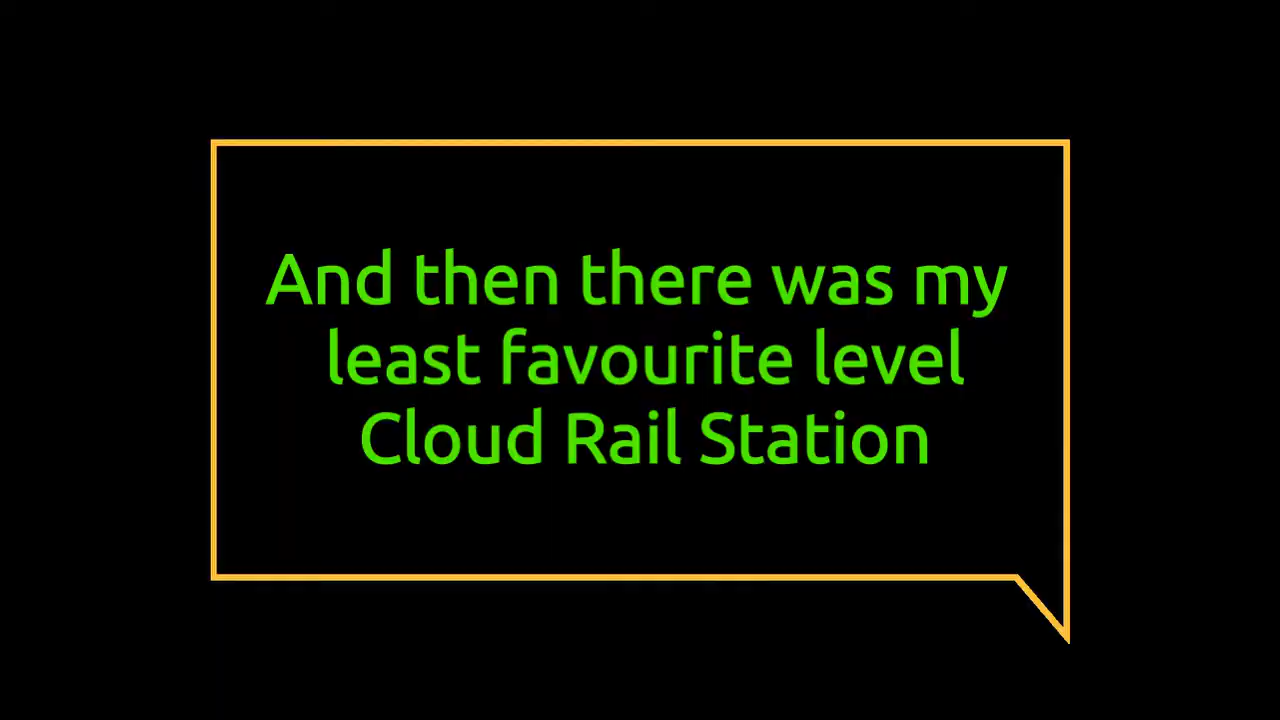 And then there was my
least favourite level
Cloud Rail Station